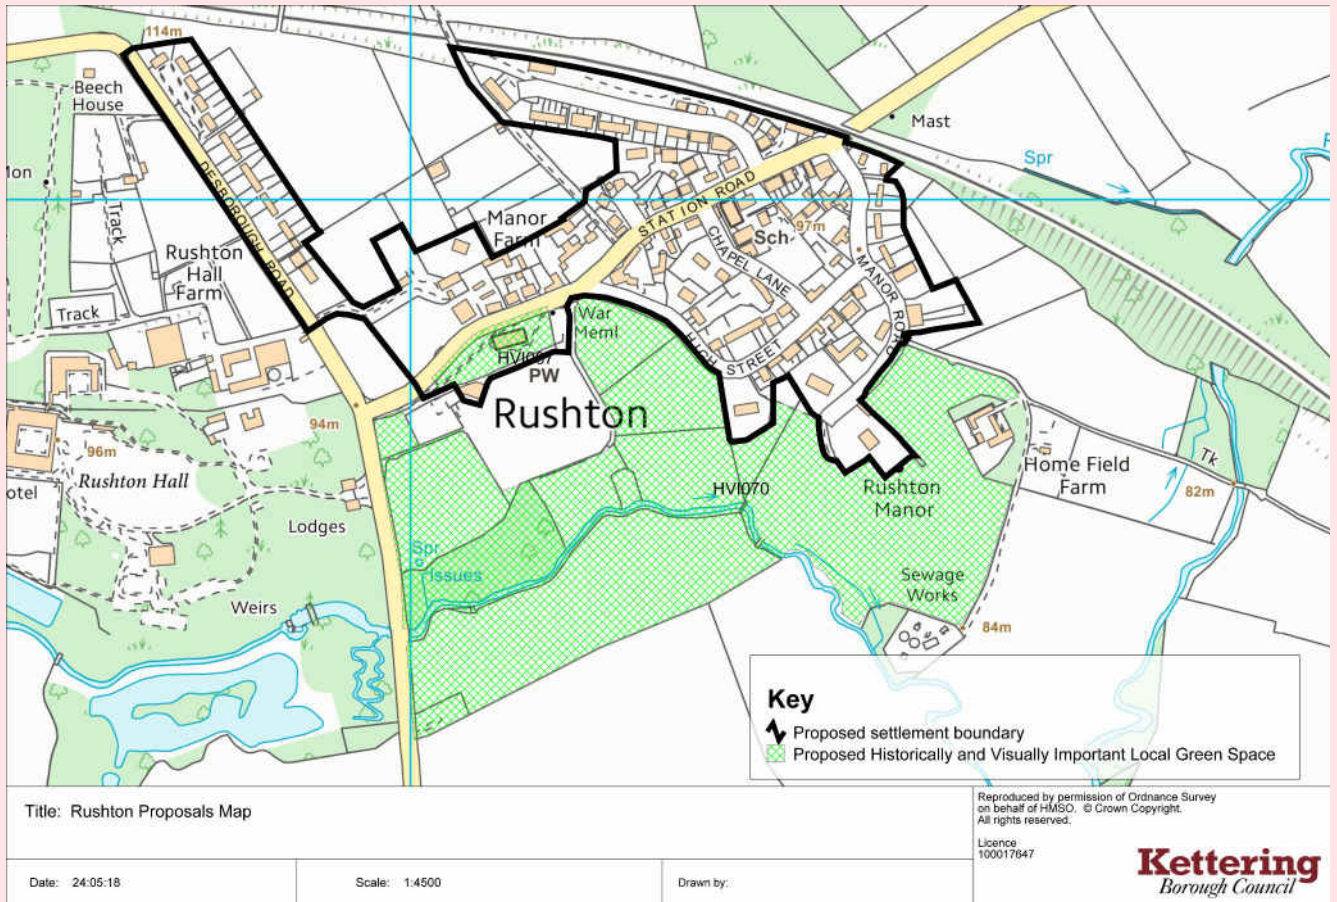 114m
Beech
House
Mast
Spr
DESBOROUGH ROAD
Track
STATION ROAD
Manor
Farm
Sch
97m
CHAPEL LANE
MANOR ROAD
Rushton
Hall
Farm
Track
War
Meml
HIGH STREET
PW
Rushton
94m
96m
Rushton Hall
Lodges
HVI070
Rushton
Manor
Home Field
Farm
Tk
82m
Spr
Issues
Sewage
Works
Weirs
84m
Key
Proposed settlement boundary
Proposed Historically and Visually Important Local Green Space
Title: Rushton Proposals Map
Reproduced by permission of Ordnance Survey
on behalf of HMSO. © Crown Copyright.
All rights reserved.
Licence
100017647
Kettering
Borough Council
Date: 24:05:18
Scale: 1:4500
Drawn by: